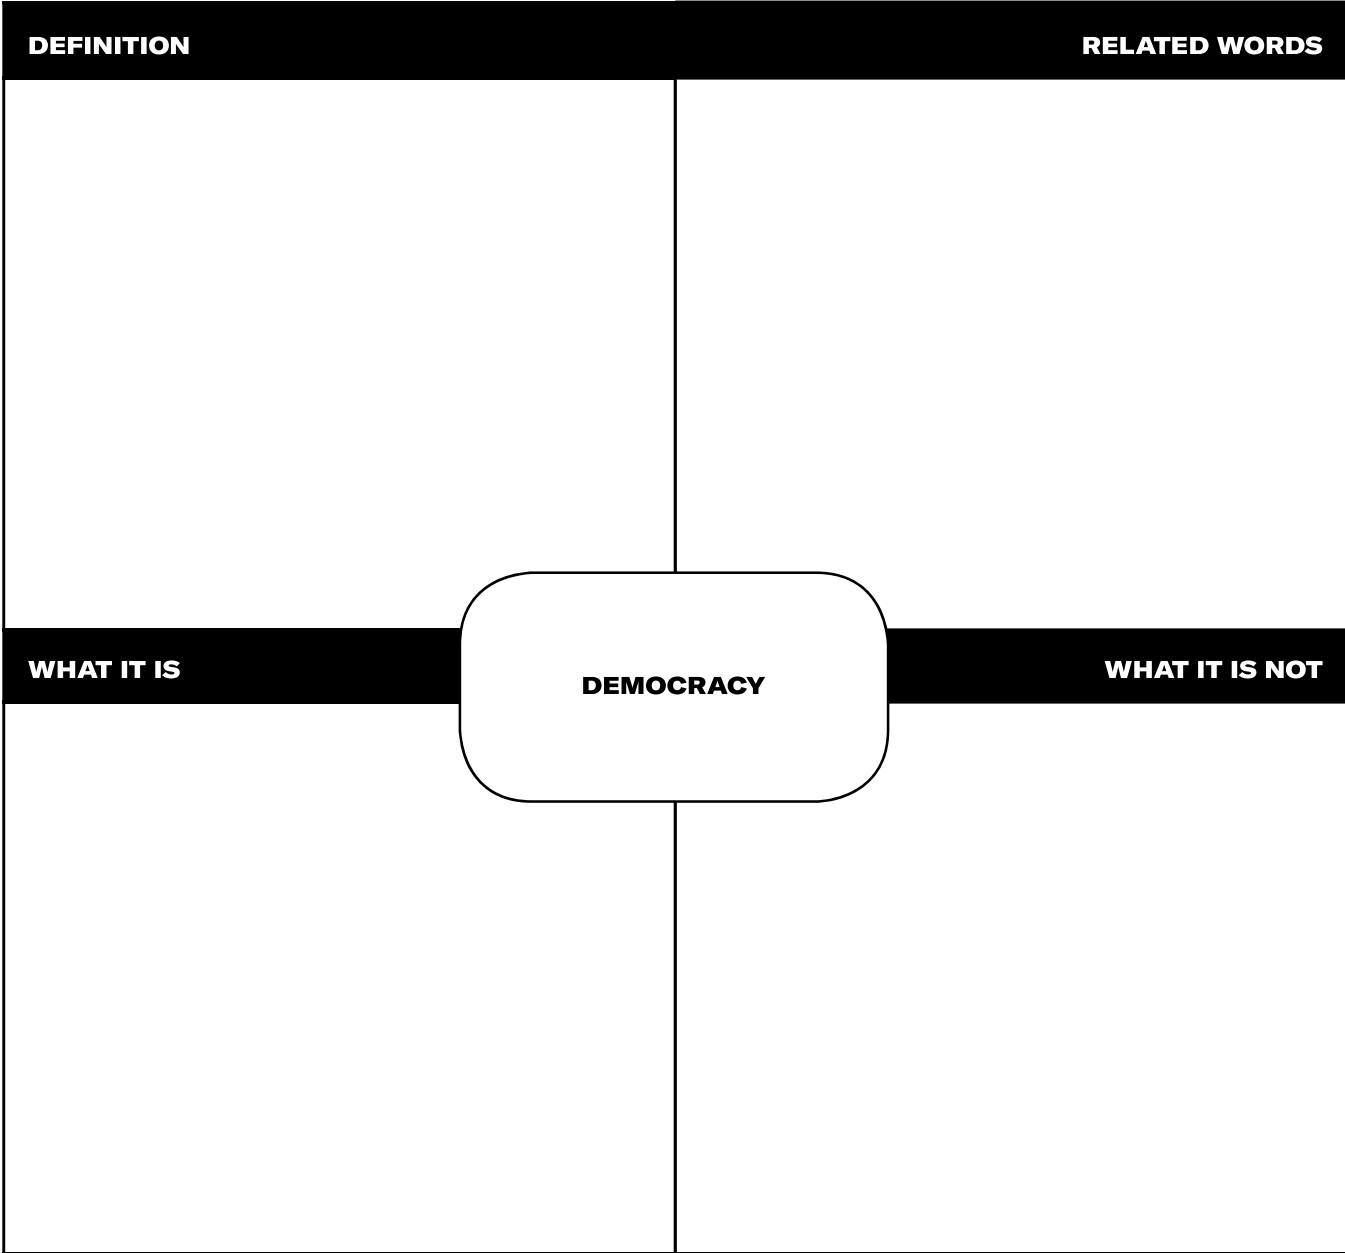 DEFINITION
RELATED WORDS
WHAT IT IS
DEMOCRACY
WHAT IT IS NOT